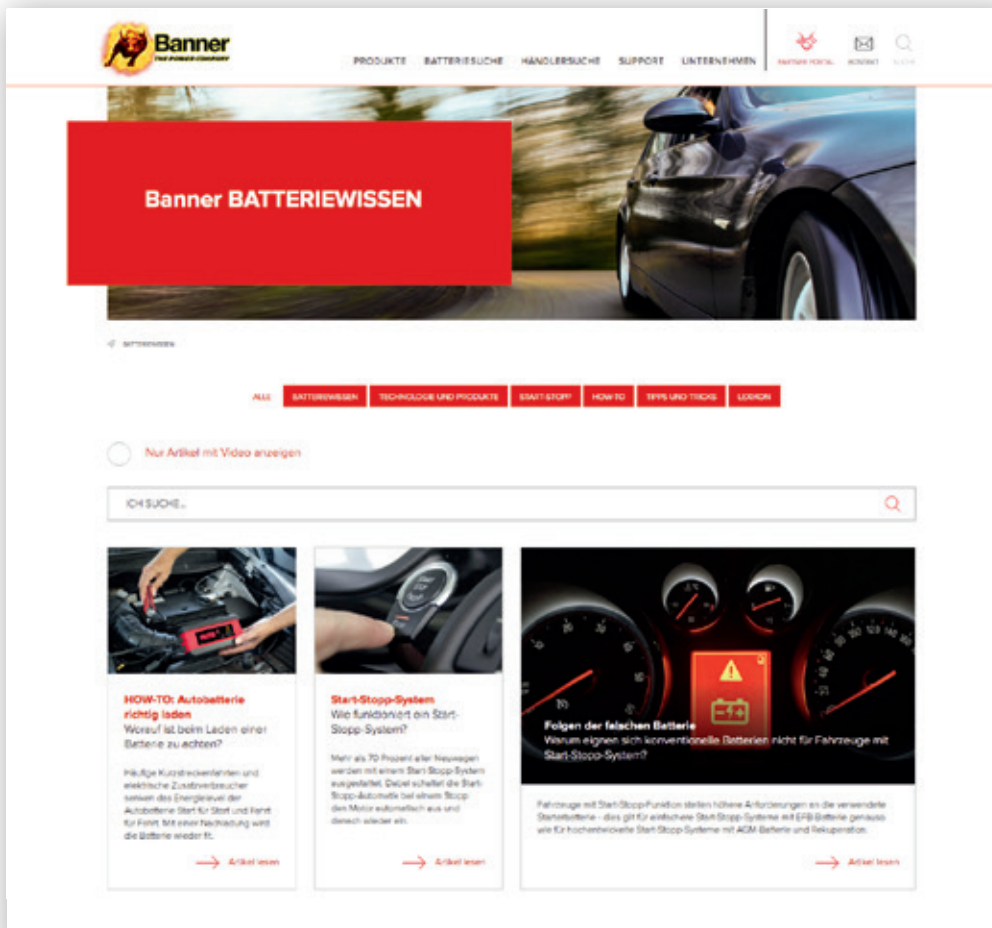 Banner
THE POWER COMPANY
PRODUKTE BATTERIESUCHE HÄNDLERSUCHE SUPPORT UNTERNEHMEN PARTNER PORTAL KONTAKT SUCHE
Banner BATTERIEWISSEN
BATTERIEWISSEN
ALLE BATTERIEWISSEN TECHNOLOGIE UND PRODUKTE START-STOP? HOW-TO TIPPS UND TRICKS LEXIKON
Nur Artikel mit Video anzeigen
ICH SUCHE...
HOW-TO: Autobatterie
richtig laden
Worauf ist beim Laden einer
Batterie zu achten?
Häufige Kurzstreckenfahrten und
elektrische Zusatzverbraucher
senken das Energielevel der
Autobatterie Start für Start und Fahrt
für Fahrt. Mit einer Nachladung wird
die Batterie wieder fit.
Artikel lesen
Start-Stopp-System
Wie funktioniert ein Start-
Stopp-System?
Mehr als 70 Prozent aller Neuwagen
werden mit einem Start-Stopp-System
ausgestattet. Dabei schaltet die Start-
Stopp-Automatik bei einem Stopp
den Motor automatisch aus und
danach wieder ein.
Artikel lesen
Folgen der falschen Batterie
Warum eignen sich konventionelle Batterien nicht für Fahrzeuge mit
Start-Stopp-System?
Fahrzeuge mit Start-Stopp-Funktion stellen höhere Anforderungen an die verwendete
Starterbatterie - dies gilt für einfachere Start-Stopp-Systeme mit EFB-Batterie genauso
wie für hochentwickelte Start-Stopp-Systeme mit AGM-Batterie und Rekuperation.
Artikel lesen